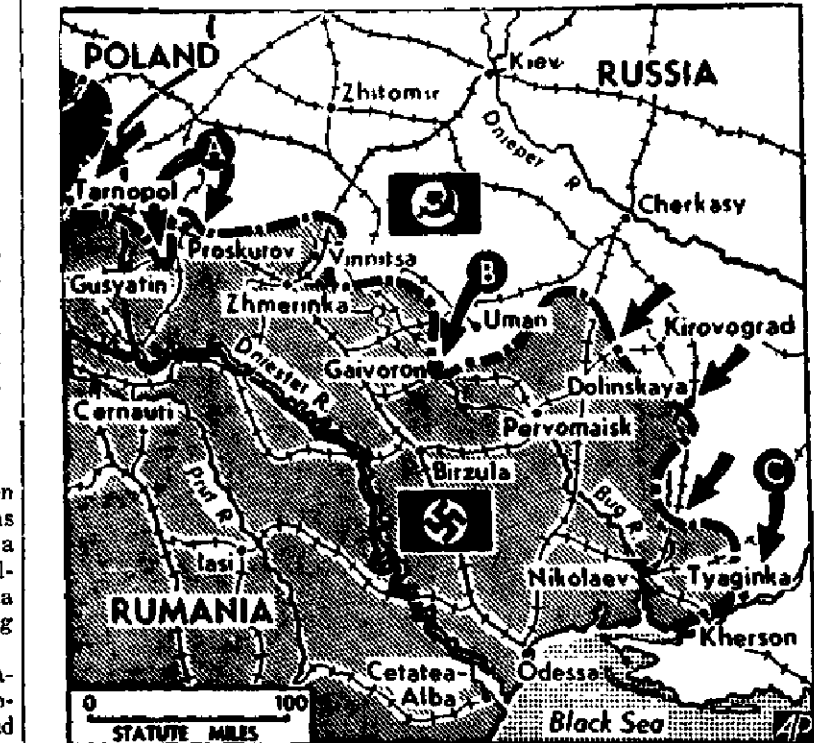 POLAND
Kiev
RUSSIA
Zhitomir
Dnieper R
A
Tarnopol
Cherkasy
Proskurov
Vinnitsa
B
Gusyatin
Zhmerinka
Uman
Kirovograd
Gaivoron
Dniester R.
Dolinskaya
Cernauti
Pervomaisk
Birzula
C
Prut R
Bug R.
Iasi
Nikolaev
Tyaginka
RUMANIA
Kherson
Cetatea-
Alba
Odessa
0 100
STATUTE MILES
Black Sea
AP